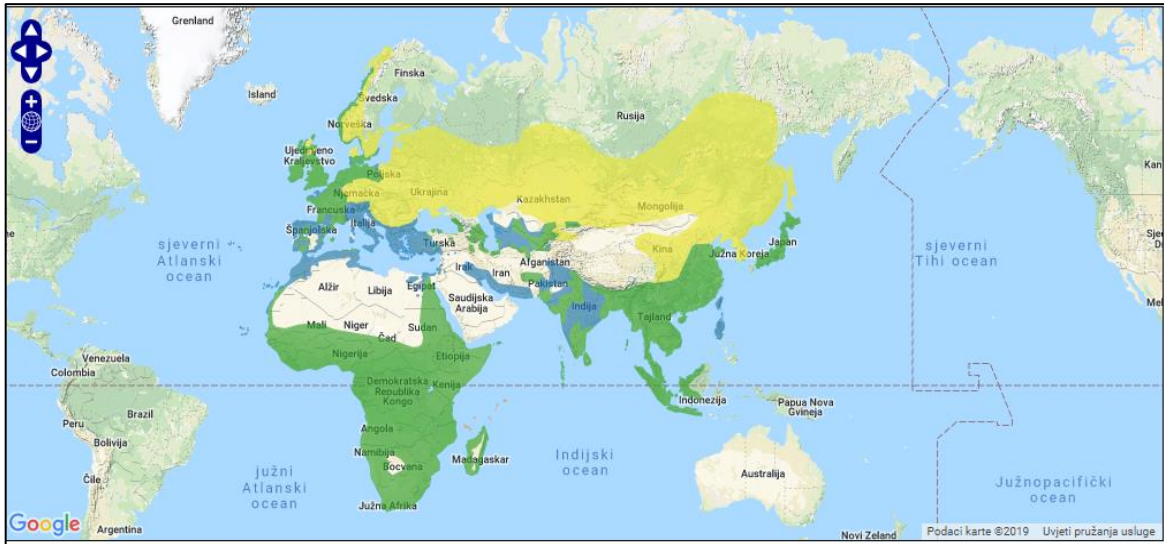 Grenland
Island
Finska
Švedska
Norveška
Rusija
Ujedinjeno
Kraljevstvo
Poljska
Njemačka
Ukrajina
Kazahstan
Mongolija
Francuska
Italija
Španjolska
Turska
Kina
Japan
Južna Koreja
sjeverni
Atlanski
ocean
sjeverni
Tihi ocean
Afganistan
Irak
Iran
Pakistan
Alžir
Libija
Egipat
Saudijska
Arabija
Indija
Mali
Niger
Čad
Sudan
Tajland
Nigerija
Etiopija
Venezuela
Kolumbija
Demokratska
Republika
Kongo
Kenija
Indonezija
Papua Nova
Gvineja
Brazil
Peru
Angola
Bolivija
Namibija
Bocvana
Madagaskar
Indijski
ocean
Čile
južni
Atlanski
ocean
Australija
Južnopacifički
ocean
Južna Afrika
Google
Argentina
Novi Zeland
Podaci karte ©2019 Uvjeti pružanja usluge